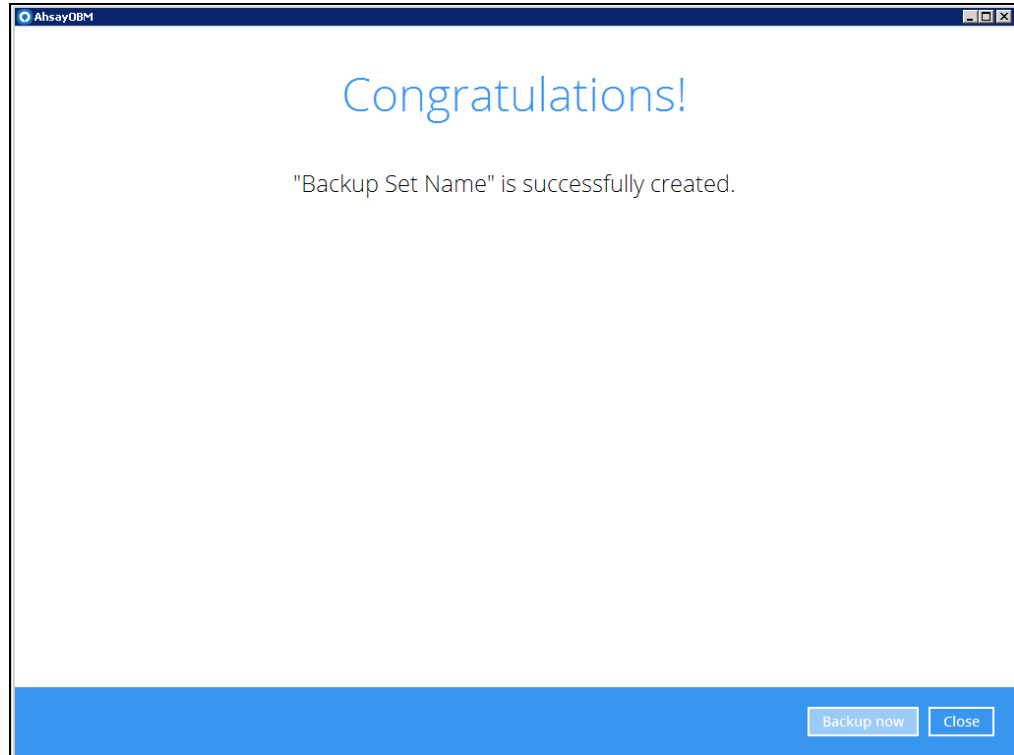 AhsayOBM
Congratulations!
"Backup Set Name" is successfully created.
Backup now
Close